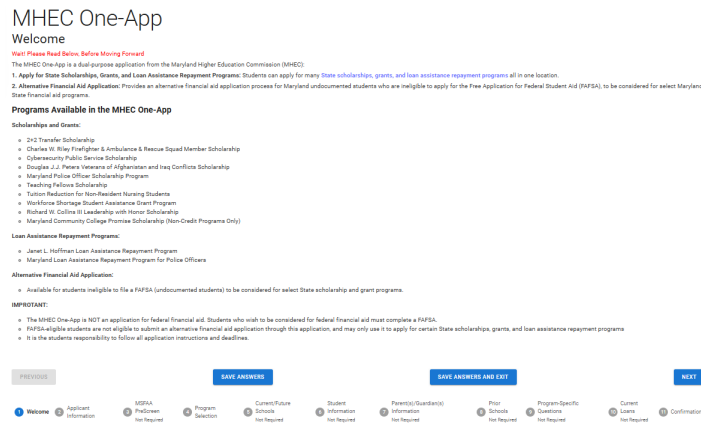 MHEC One-App
Welcome
Wait! Please Read Below, Before Moving Forward
The MHEC One-App is a dual-purpose application from the Maryland Higher Education Commission (MHEC):
1. Apply for State Scholarships, Grants, and Loan Assistance Repayment Programs: Students can apply for many State scholarships, grants, and loan assistance repayment programs all in one location.
2. Alternative Financial Aid Application: Provides an alternative financial aid application process for Maryland undocumented students who are ineligible to apply for the Free Application for Federal Student Aid (FAFSA), to be considered for select Maryland
State financial aid programs.
Programs Available in the MHEC One-App
Scholarships and Grants:
2+2 Transfer Scholarship
Charles W. Riley Firefighter & Ambulance & Rescue Squad Member Scholarship
Cybersecurity Public Service Scholarship
Douglas J.J. Peters Veterans of Afghanistan and Iraq Conflicts Scholarship
Maryland Police Officer Scholarship Program
Teaching Fellows Scholarship
Tuition Reduction for Non-Resident Nursing Students
Workforce Shortage Student Assistance Grant Program
Richard W. Collins III Leadership with Honor Scholarship
Maryland Community College Promise Scholarship (Non-Credit Programs Only)
Loan Assistance Repayment Programs:
Janet L. Hoffman Loan Assistance Repayment Program
Maryland Loan Assistance Repayment Program for Police Officers
Alternative Financial Aid Application:
Available for students ineligible to file a FAFSA (undocumented students) to be considered for select State scholarship and grant programs.
IMPROTANT:
The MHEC One-App is NOT an application for federal financial aid. Students who wish to be considered for federal financial aid must complete a FAFSA.
FAFSA-eligible students are not eligible to submit an alternative financial aid application through this application, and may only use it to apply for certain State scholarships, grants, and loan assistance repayment programs
It is the students responsibility to follow all application instructions and deadlines.
PREVIOUS
SAVE ANSWERS
SAVE ANSWERS AND EXIT
NEXT
1 Welcome
2 Applicant Information
3 MSFAA PreScreen Not Required
4 Program Selection
5 Current/Future Schools Not Required
6 Student Information Not Required
7 Parent(s)/Guardian(s) Information Not Required
8 Prior Schools Not Required
9 Program-Specific Questions Not Required
10 Current Loans Not Required
11 Confirmation